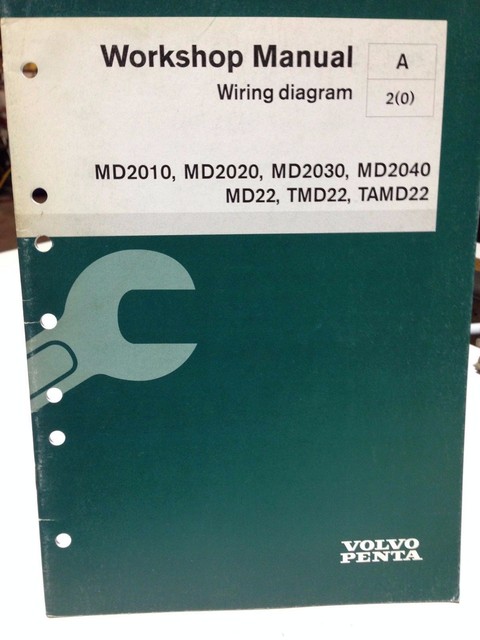 Workshop Manual
A
Wiring diagram
2(0)
MD2010, MD2020, MD2030, MD2040
MD22, TMD22, TAMD22
VOLVO
PENTA